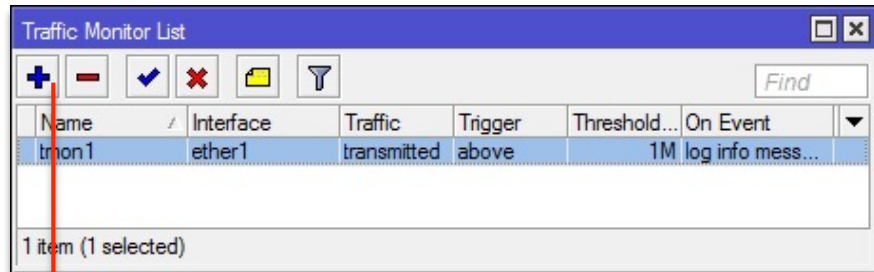 Traffic Monitor List
Find
Name Interface Traffic Trigger Threshold... On Event
tmon1 ether1 transmitted above 1M log info mess...
1 item (1 selected)